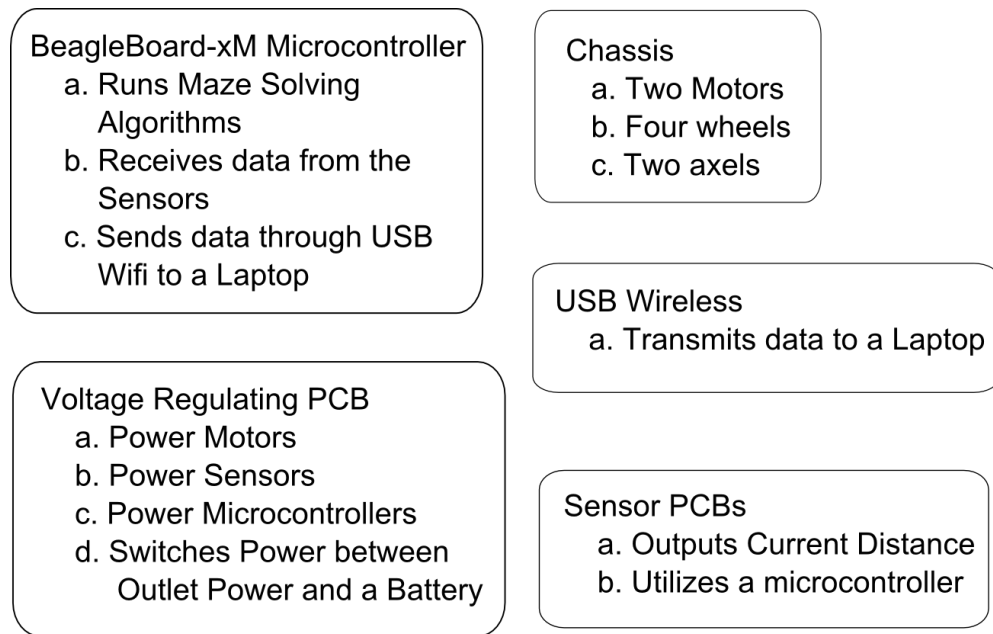 BeagleBoard-xM Microcontroller
a. Runs Maze Solving
Algorithms
b. Receives data from the
Sensors
c. Sends data through USB
Wifi to a Laptop
Chassis
a. Two Motors
b. Four wheels
c. Two axels
USB Wireless
a. Transmits data to a Laptop
Voltage Regulating PCB
a. Power Motors
b. Power Sensors
c. Power Microcontrollers
d. Switches Power between
Outlet Power and a Battery
Sensor PCBs
a. Outputs Current Distance
b. Utilizes a microcontroller